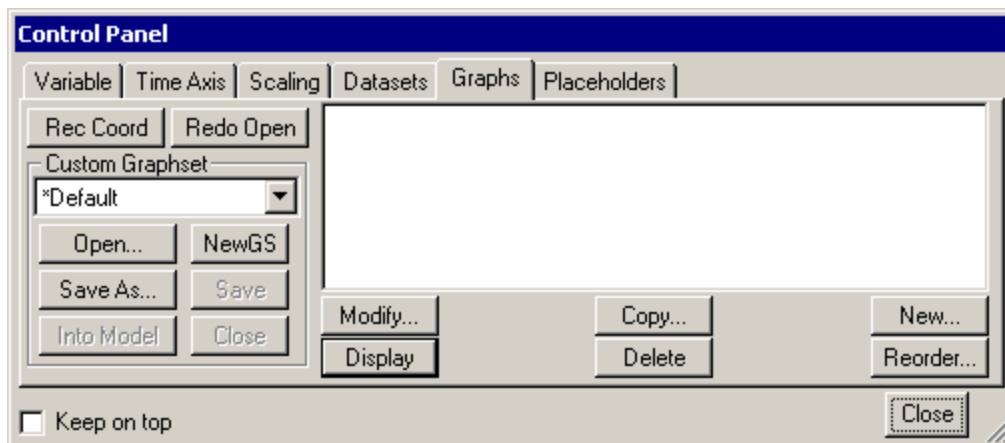 Control Panel
Variable Time Axis Scaling Datasets Graphs Placeholders
Rec Coord Redo Open
Custom Graphset
*Default
Open... NewGS
Save As... Save
Into Model Close
Modify... Copy... New...
Display Delete Reorder...
Keep on top Close